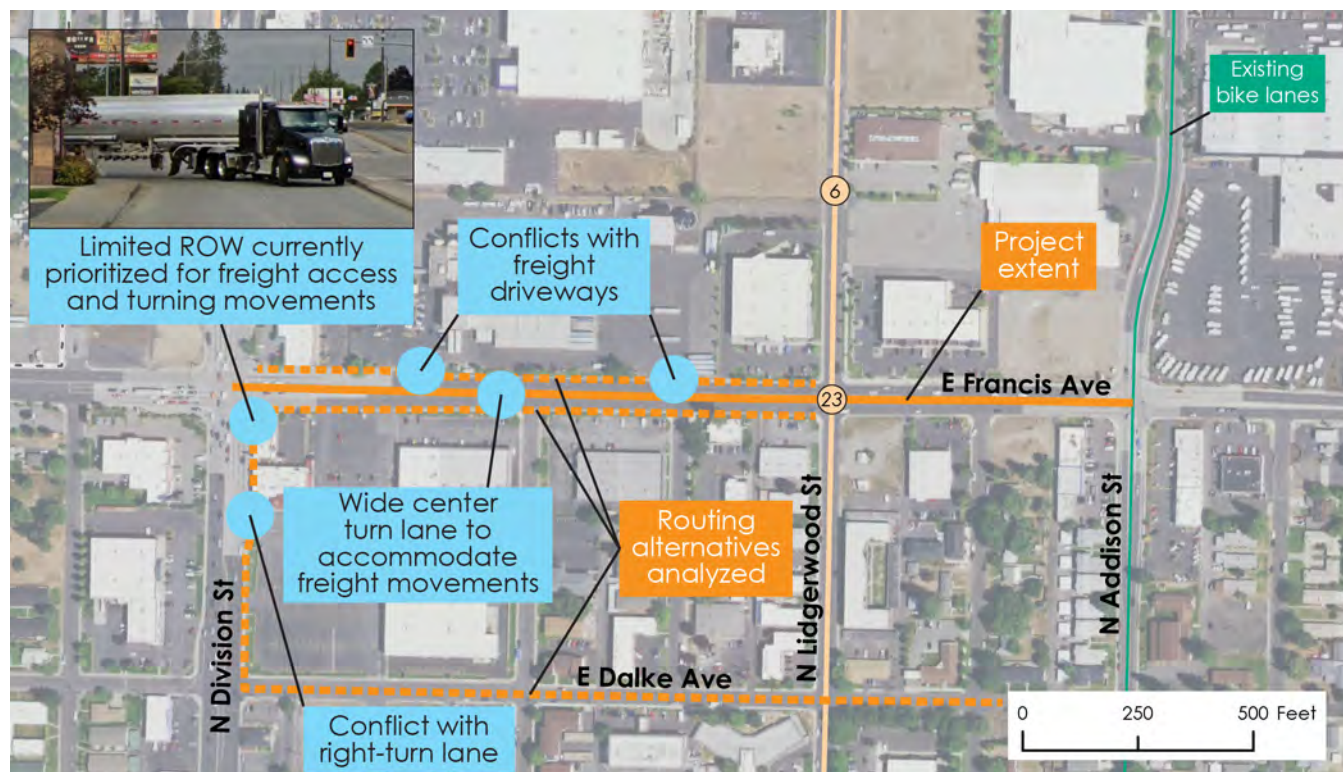 Existing
bike lanes
6
Limited ROW currently
prioritized for freight access
and turning movements
Conflicts with
freight
driveways
Project
extent
E Francis Ave
23
Wide center
turn lane to
accommodate
freight movements
Routing
alternatives
analyzed
N Division St
N Lidgerwood St
N Addison St
E Dalke Ave
Conflict with
right-turn lane
0 250 500 Feet